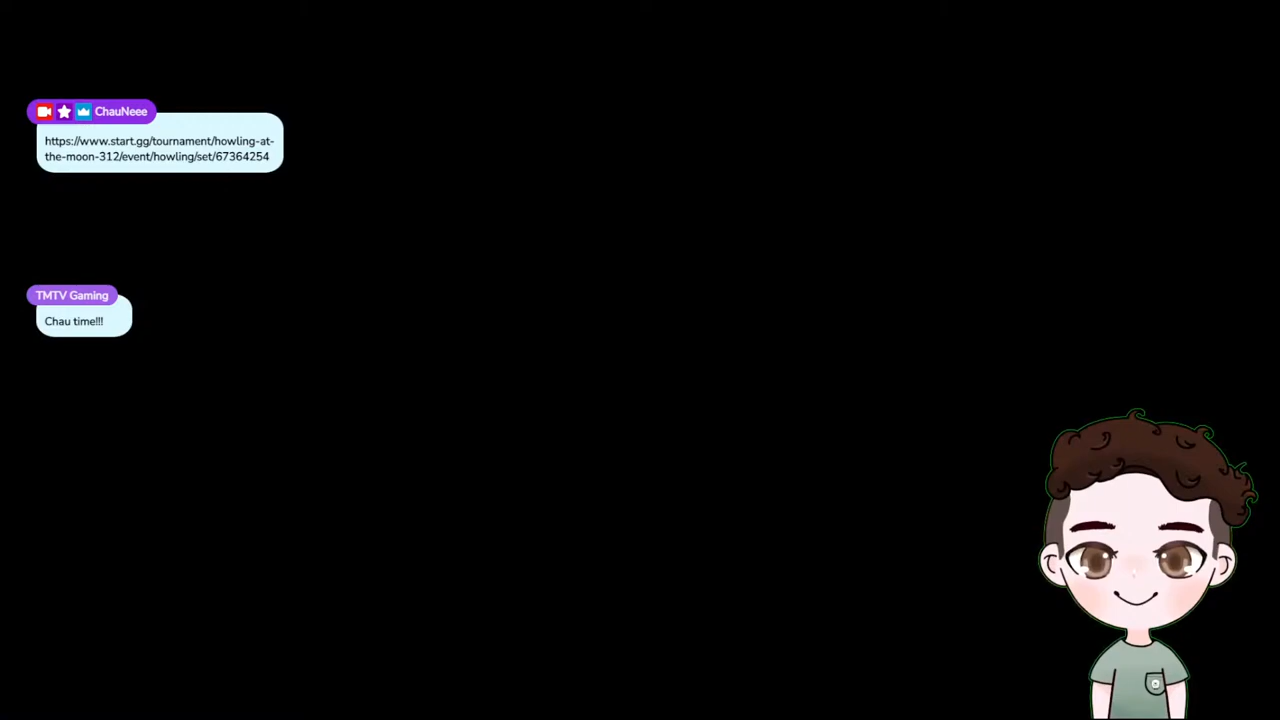 ChauNeee
https://www.start.gg/tournament/howling-at-
the-moon-312/event/howling/set/67364254
TMTV Gaming
Chau time!!!